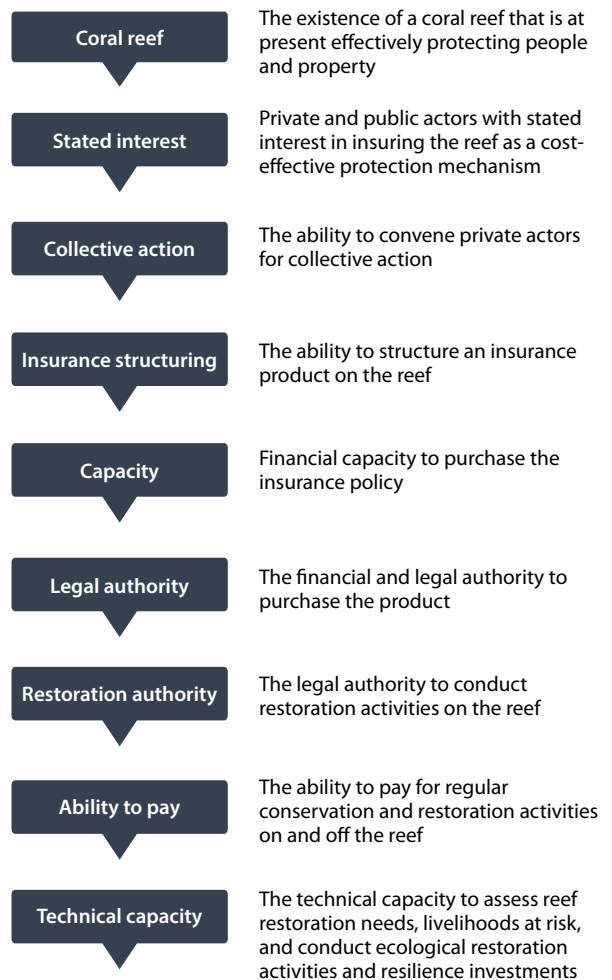 Coral reef
The existence of a coral reef that is at
present effectively protecting people
and property
Stated interest
Private and public actors with stated
interest in insuring the reef as a cost-
effective protection mechanism
Collective action
The ability to convene private actors
for collective action
Insurance structuring
The ability to structure an insurance
product on the reef
Capacity
Financial capacity to purchase the
insurance policy
Legal authority
The financial and legal authority to
purchase the product
Restoration authority
The legal authority to conduct
restoration activities on the reef
Ability to pay
The ability to pay for regular
conservation and restoration activities
on and off the reef
Technical capacity
The technical capacity to assess reef
restoration needs, livelihoods at risk,
and conduct ecological restoration
activities and resilience investments